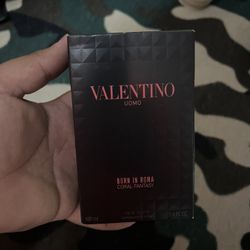 VALENTINO
UOMO
BORN IN ROMA
CORAL FANTASY